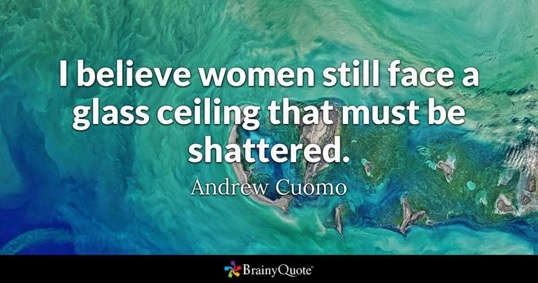 I believe women still face a
glass ceiling that must be
shattered.
Andrew Cuomo
BrainyQuote®